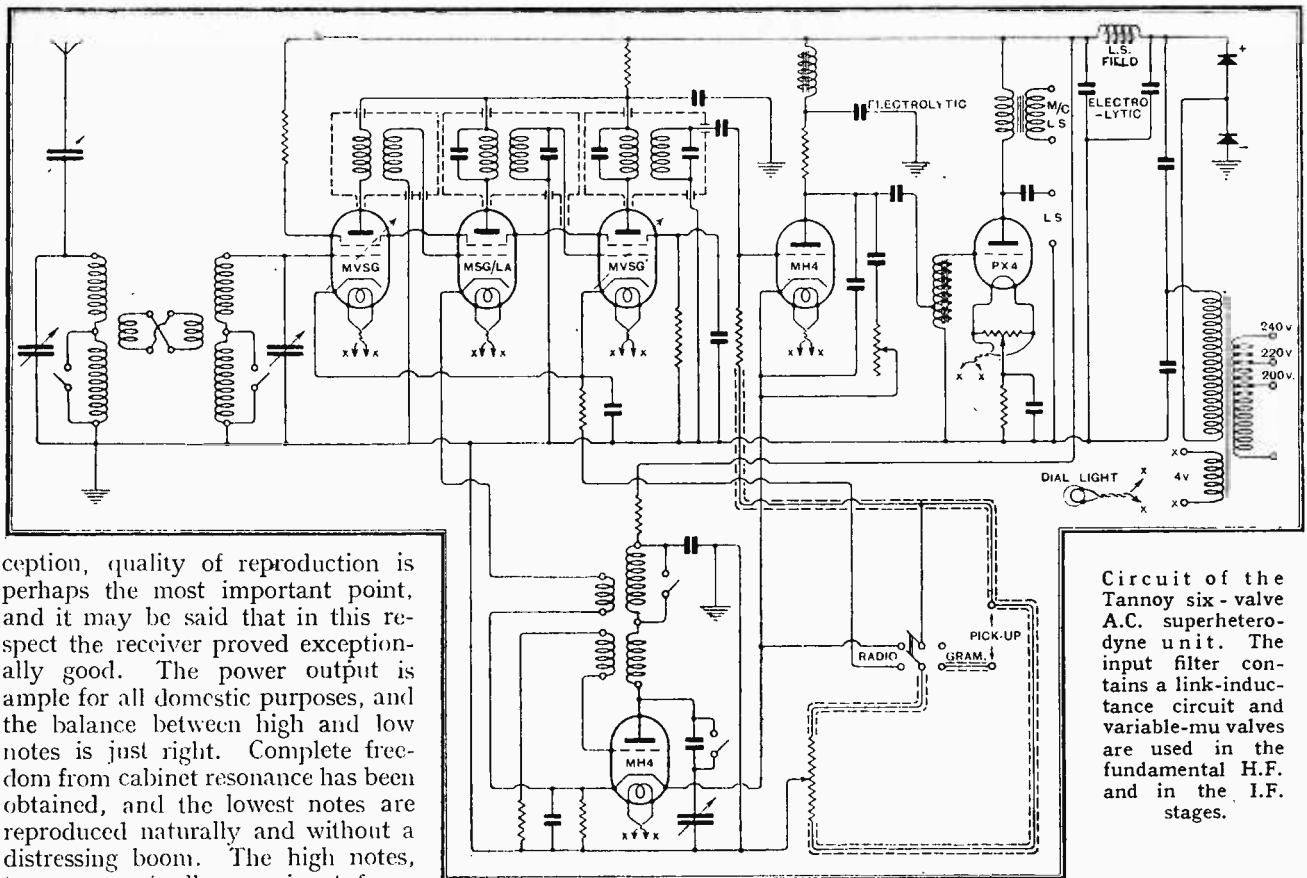 L.S.
FIELD
+
ELECTROLYTIC
ELECTRO
-LYTIC
M/C
LS
-
MVSG
MSG/LA
MVSG
MH4
PX4
LS
x x
x x
x x
x x
x x
240 v
220 v
200 v.
x
4v
x
DIAL LIGHT
x
x
RADIO
GRAM.
PICK-UP
MH4
x x
ception, quality of reproduction is
perhaps the most important point,
and it may be said that in this re-
spect the receiver proved exception-
ally good. The power output is
ample for all domestic purposes, and
the balance between high and low
notes is just right. Complete free-
dom from cabinet resonance has been
obtained, and the lowest notes are
reproduced naturally and without a
distressing boom. The high notes,
Circuit of the
Tannoy six-valve
A.C. superhetero-
dyne unit. The
input filter con-
tains a link-induc-
tance circuit and
variable-mu valves
are used in the
fundamental H.F.
and in the I.F.
stages.